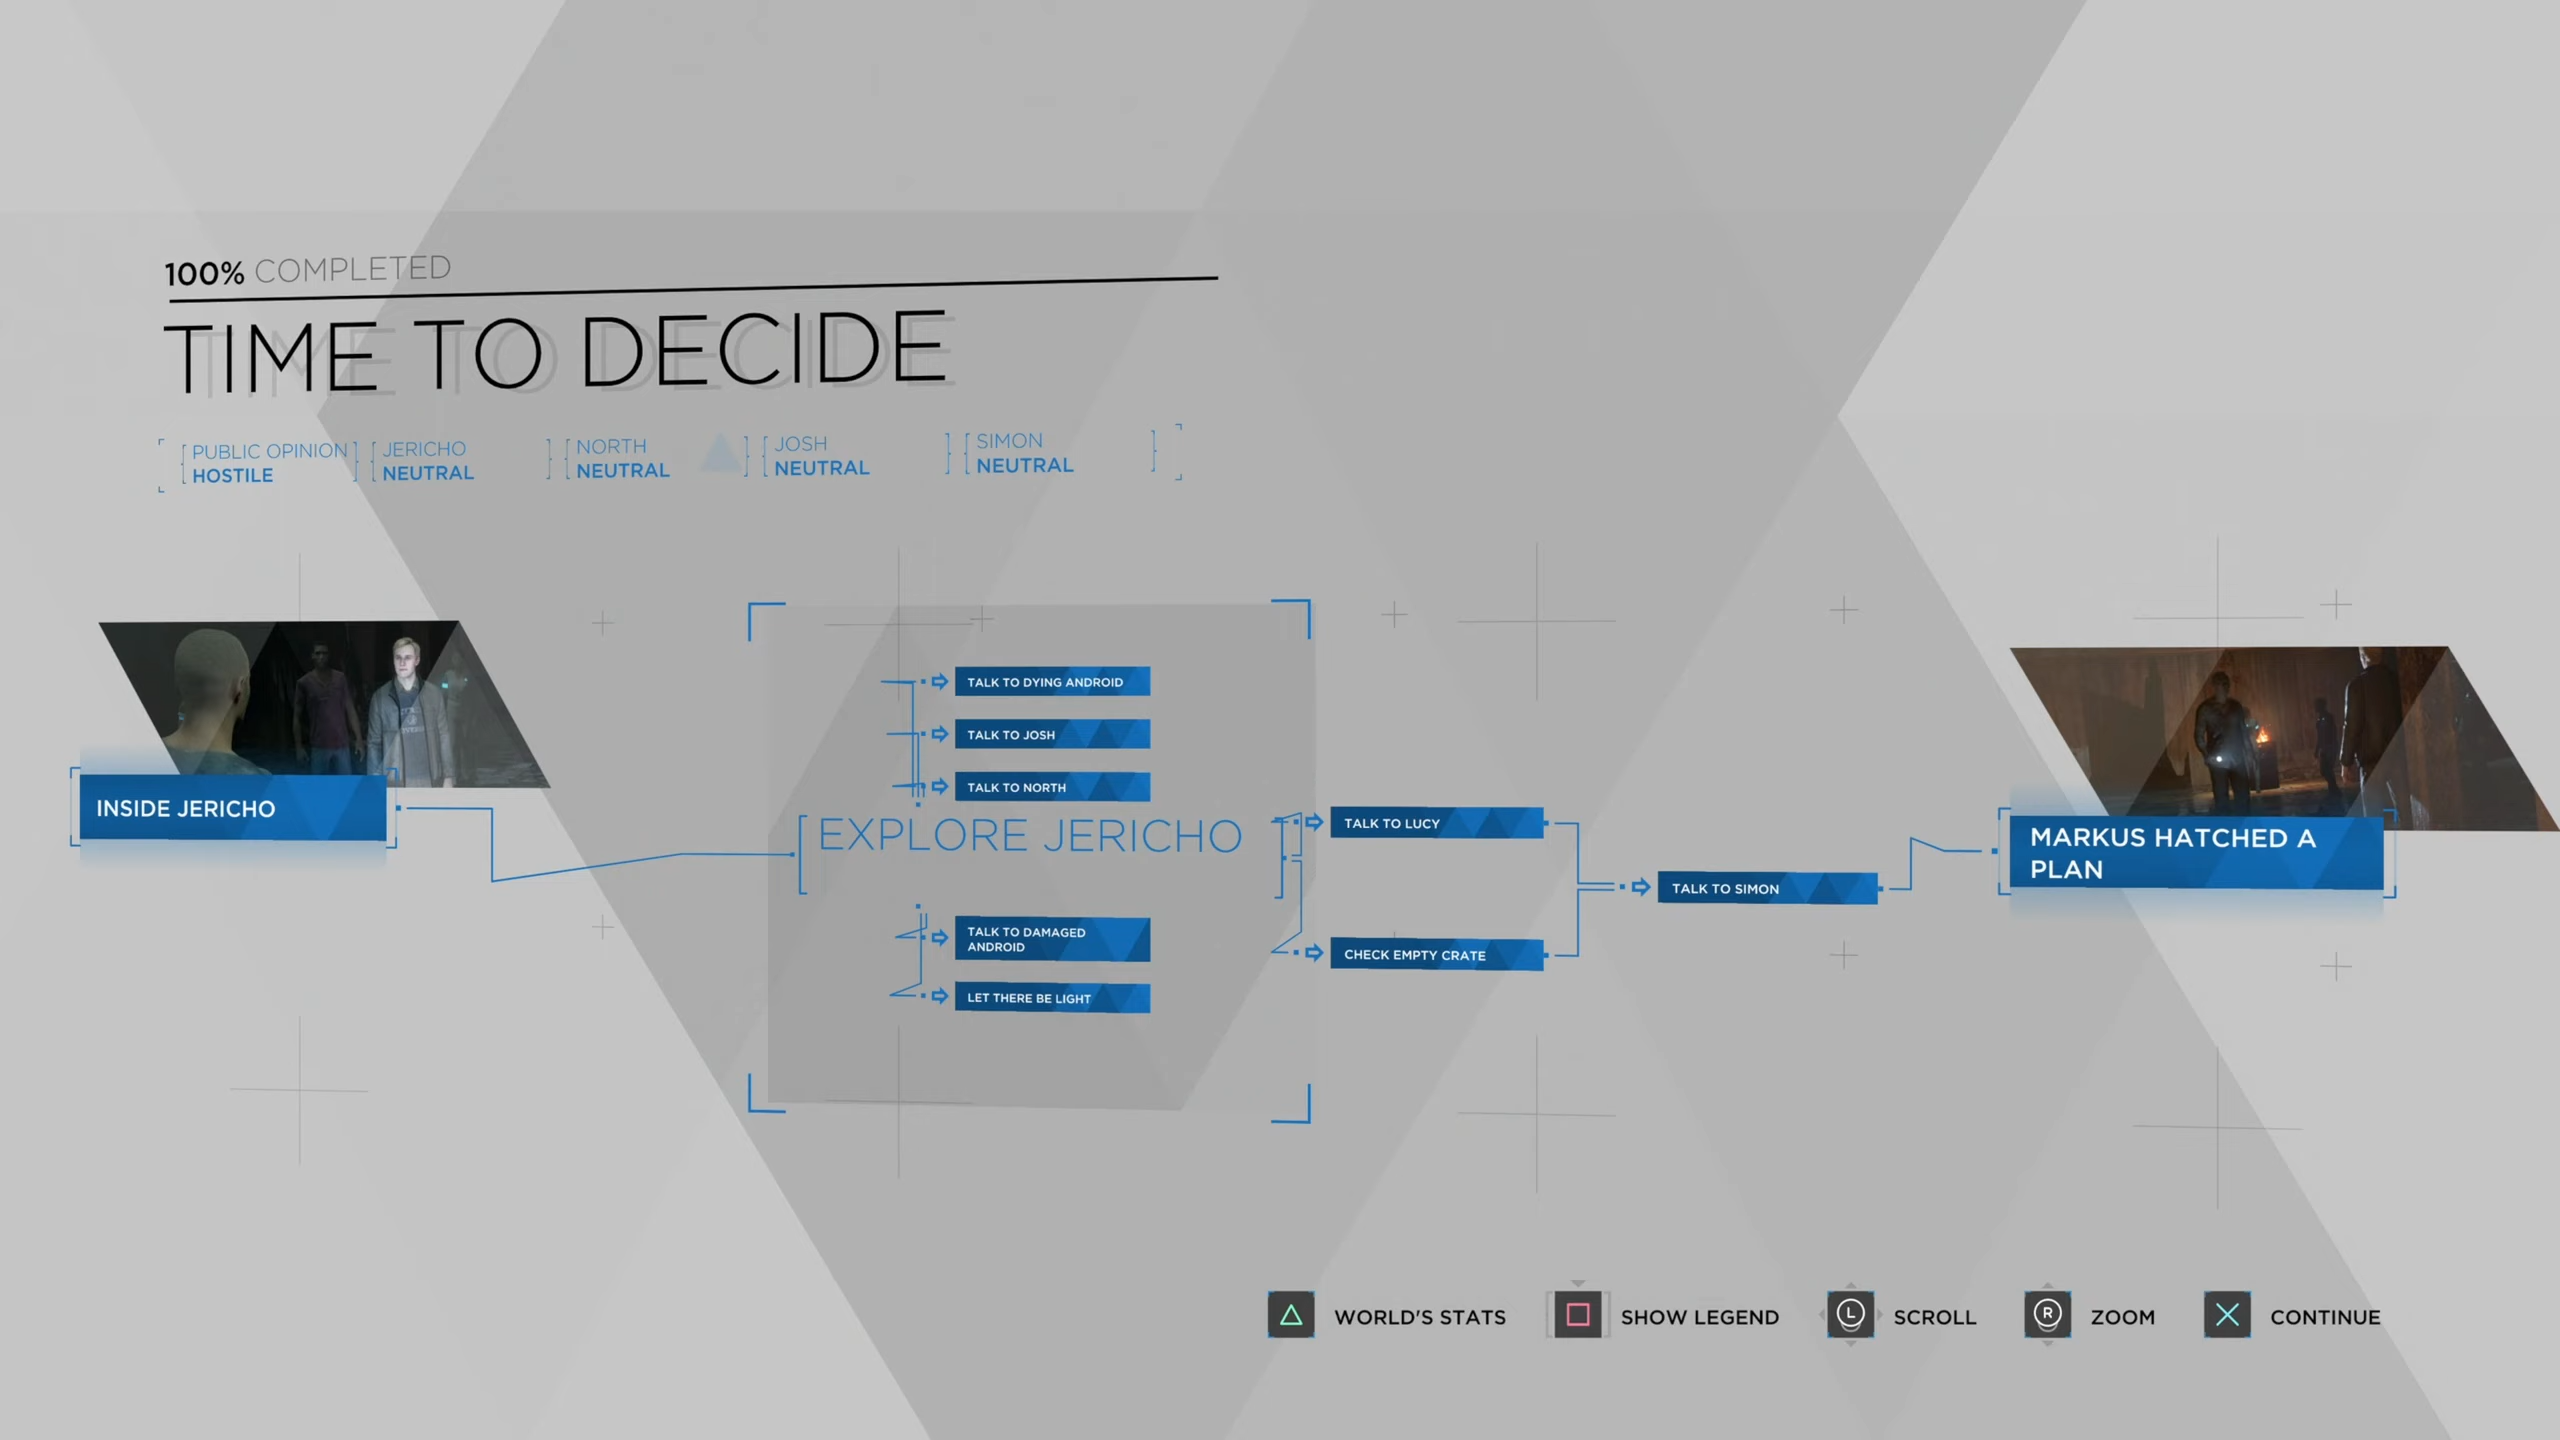 100% COMPLETED
TIME TO DECIDE
PUBLIC OPINION
HOSTILE
JERICHO
NEUTRAL
NORTH
NEUTRAL
JOSH
NEUTRAL
SIMON
NEUTRAL
INSIDE JERICHO
TALK TO DYING ANDROID
TALK TO JOSH
TALK TO NORTH
EXPLORE JERICHO
TALK TO DAMAGED
ANDROID
LET THERE BE LIGHT
TALK TO LUCY
CHECK EMPTY CRATE
TALK TO SIMON
MARKUS HATCHED A
PLAN
WORLD'S STATS
SHOW LEGEND
L
SCROLL
R
ZOOM
CONTINUE